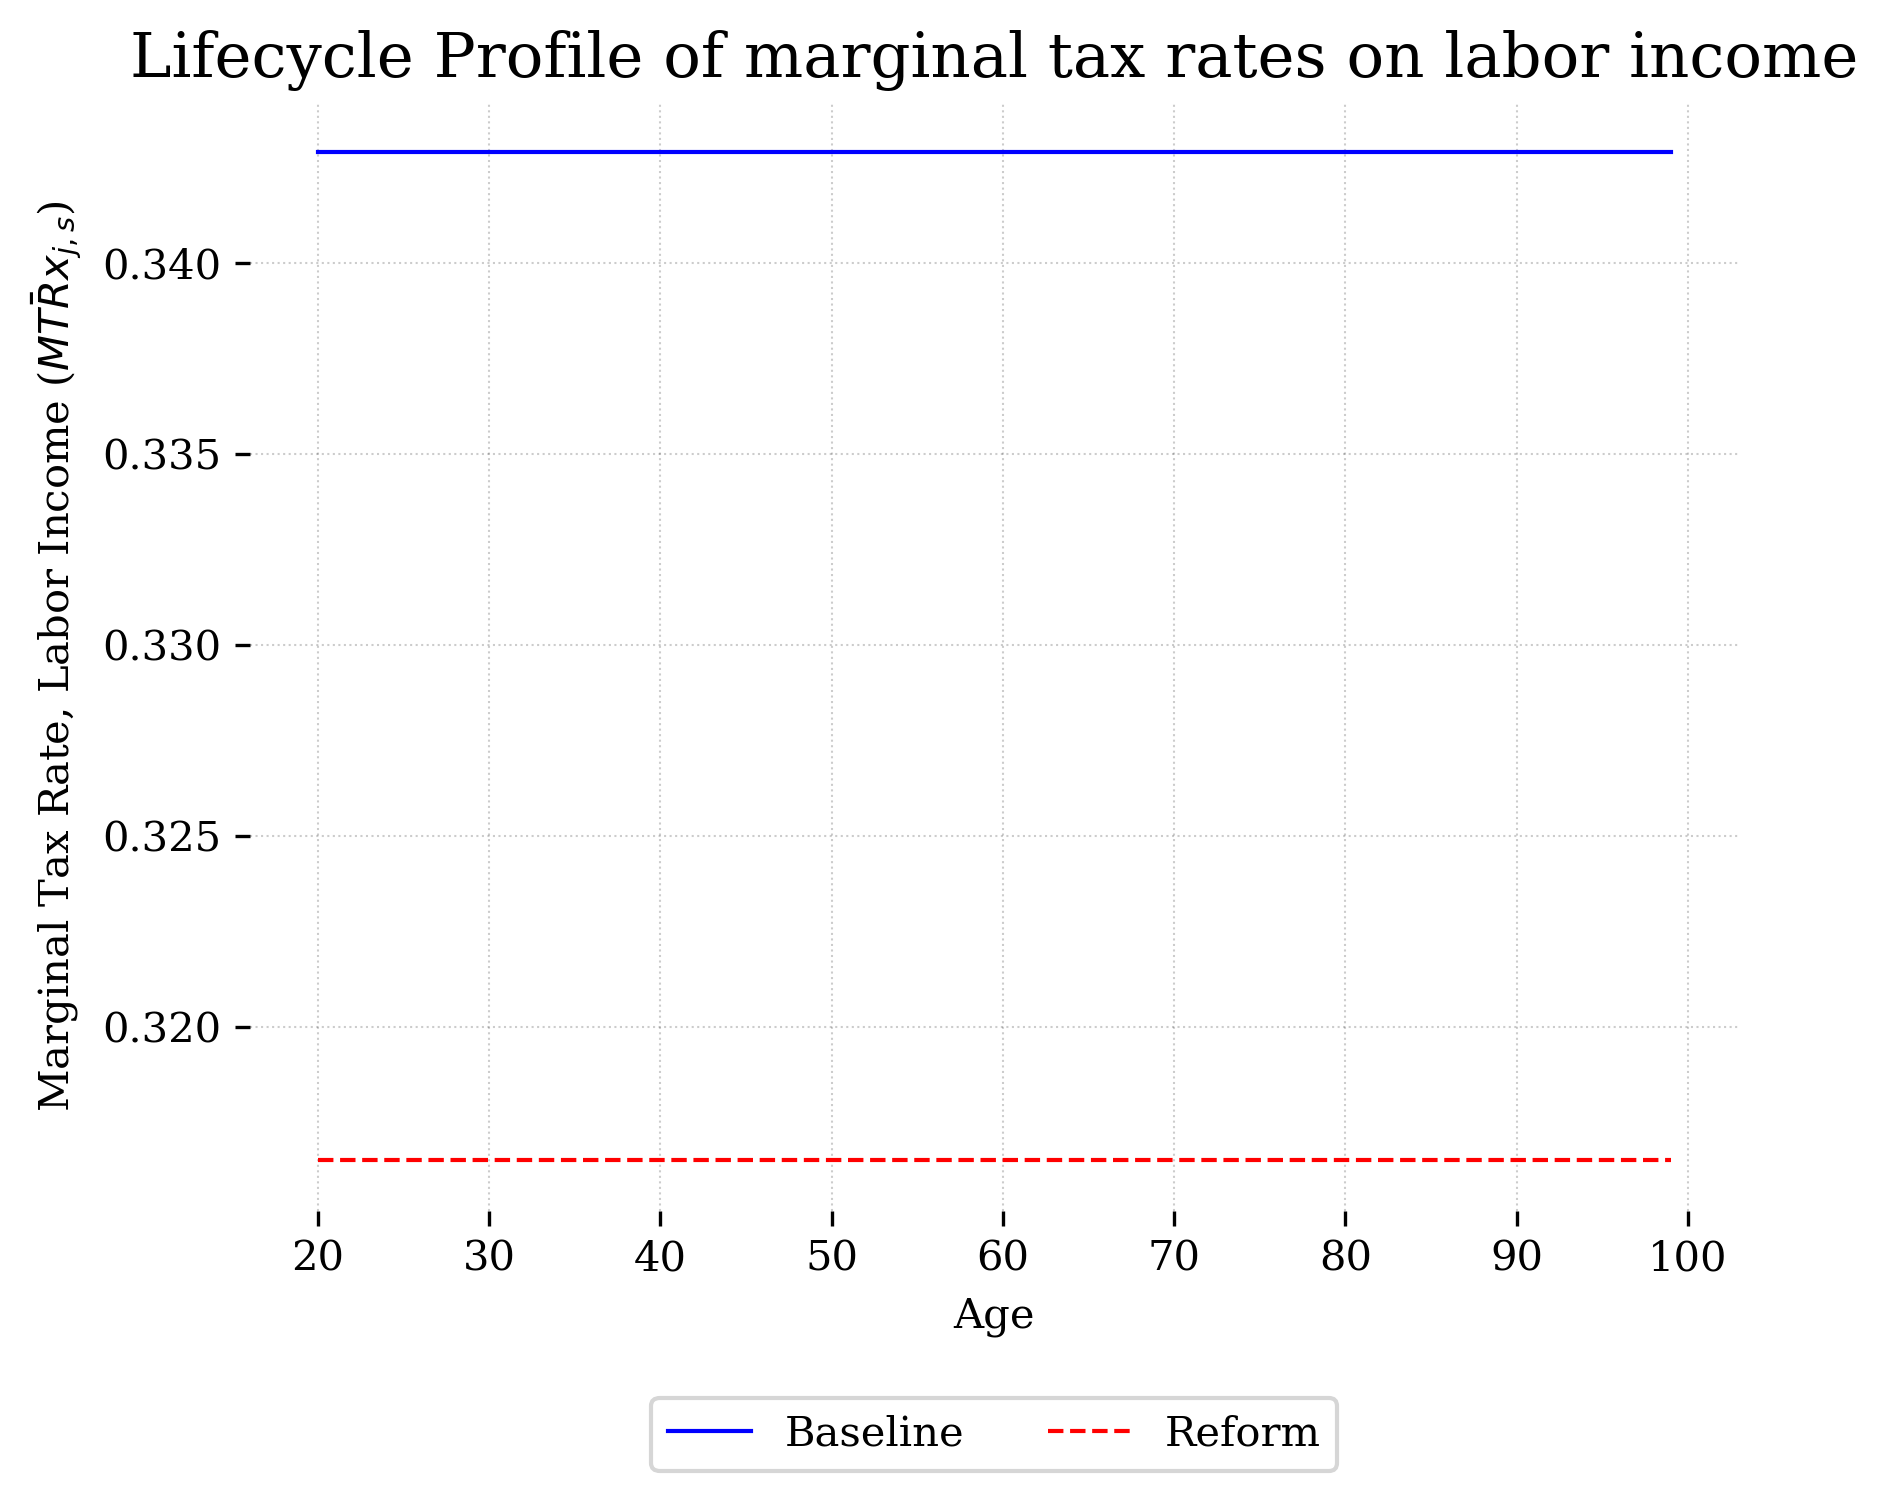 Lifecycle Profile of marginal tax rates on labor income
Marginal Tax Rate, Labor Income ($M\bar{TR}x_{j,s}$)
0.340
0.335
0.330
0.325
0.320
20 30 40 50 60 70 80 90 100
Age
Baseline Reform